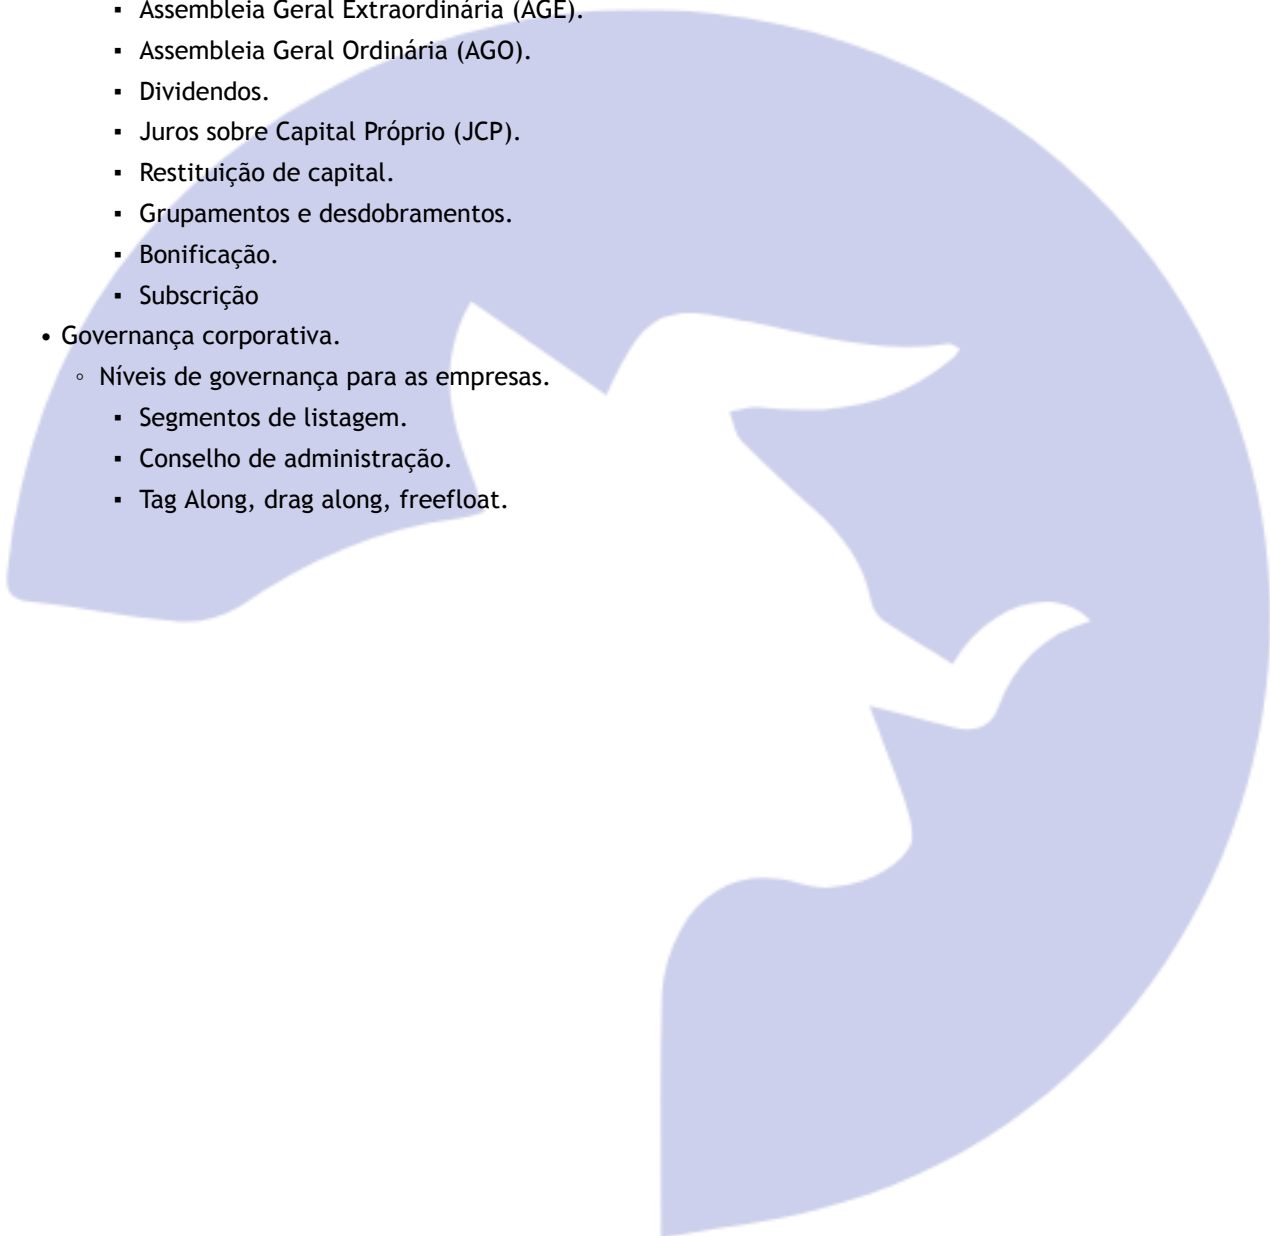 ▪ Assembleia Geral Extraordinária (AGE).
▪ Assembleia Geral Ordinária (AGO).
▪ Dividendos.
▪ Juros sobre Capital Próprio (JCP).
▪ Restituição de capital.
▪ Grupamentos e desdobramentos.
▪ Bonificação.
▪ Subscrição
• Governança corporativa.
◦ Níveis de governança para as empresas.
▪ Segmentos de listagem.
▪ Conselho de administração.
▪ Tag Along, drag along, freefloat.